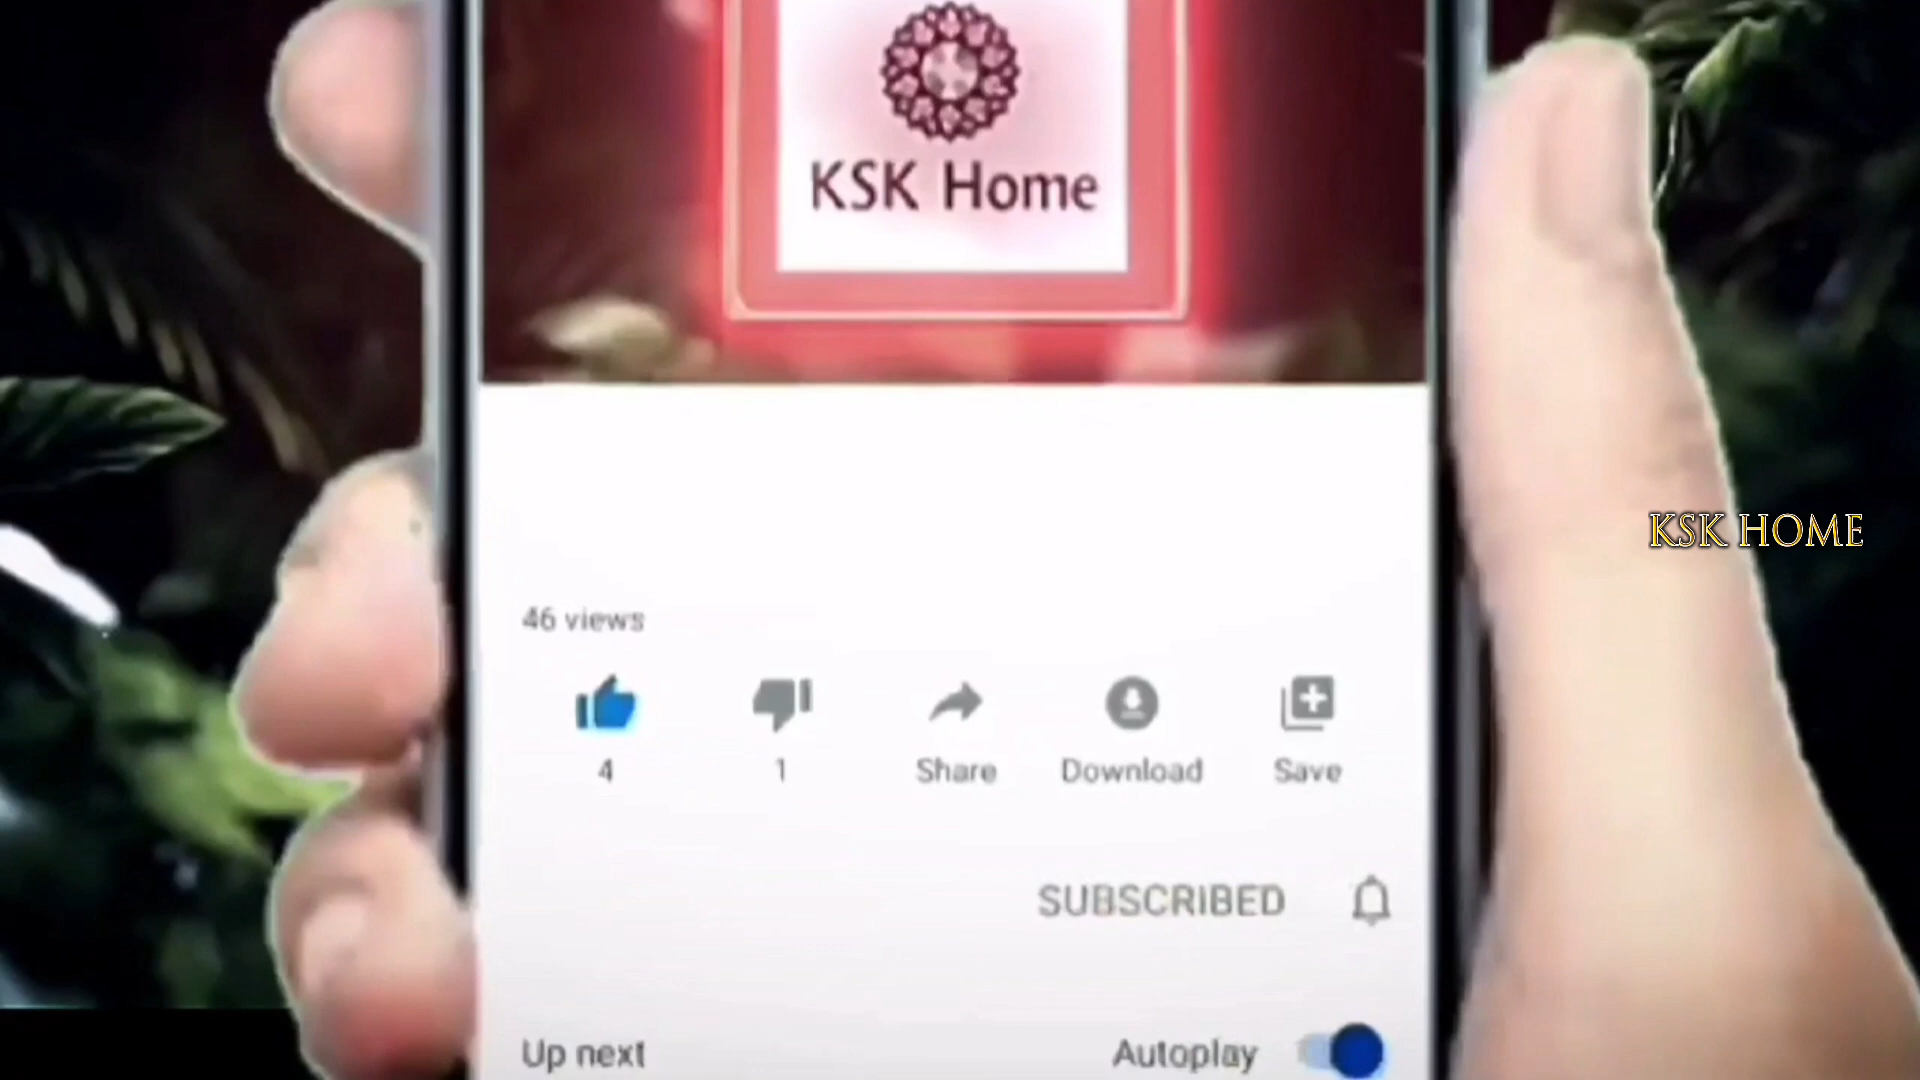 KSK Home
KSK HOME
46 views
4
1
Share
Download
Save
SUBSCRIBED
Up next
Autoplay